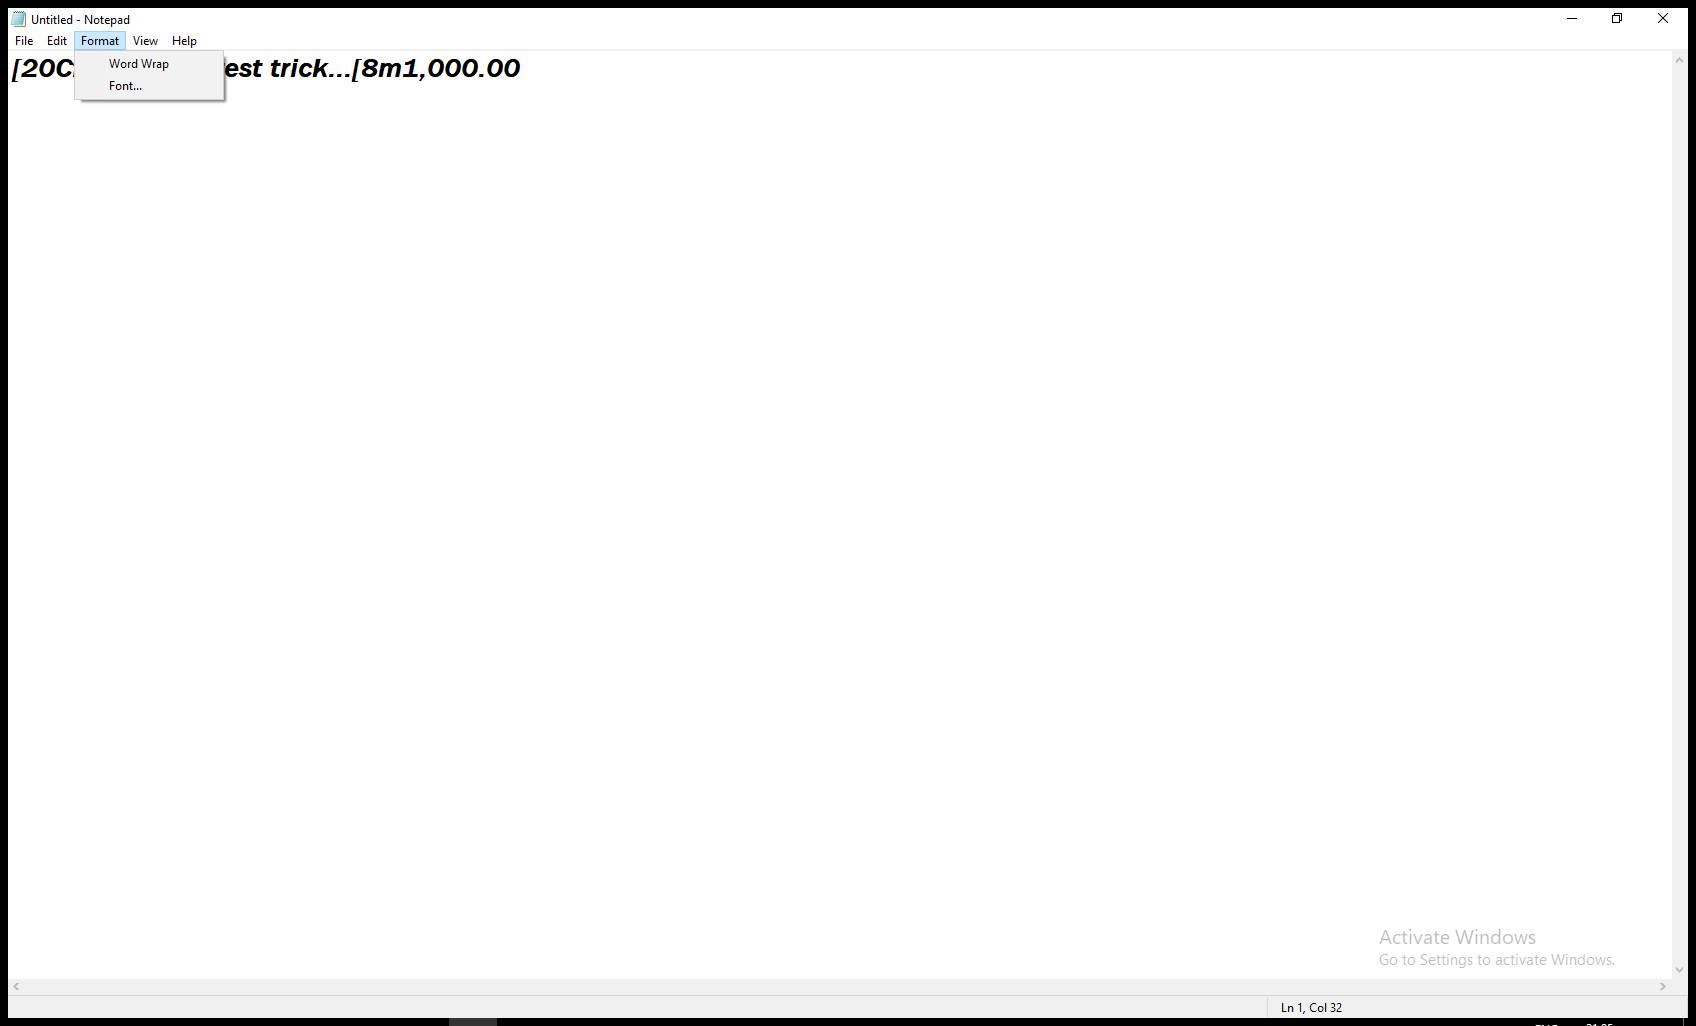 Untitled - Notepad
File Edit Format View Help
Word Wrap
Font...
[20C est trick...[8m1,000.00
Activate Windows
Go to Settings to activate Windows.
Ln 1, Col 32